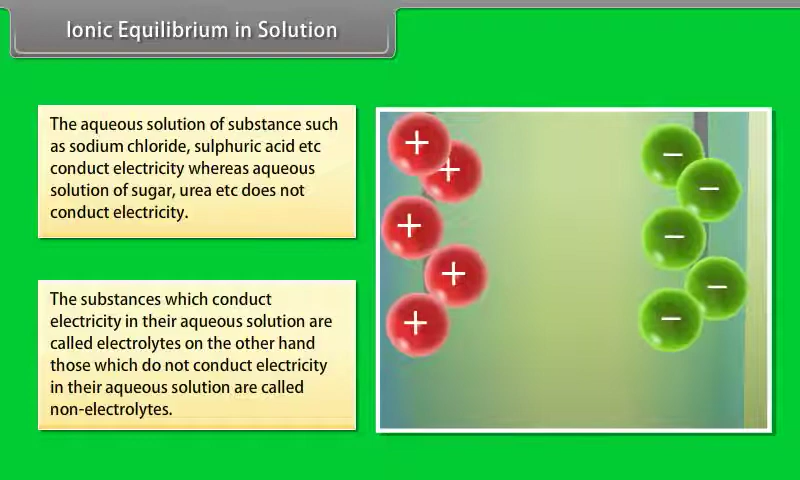 Ionic Equilibrium in Solution
The aqueous solution of substance such
as sodium chloride, sulphuric acid etc
conduct electricity whereas aqueous
solution of sugar, urea etc does not
conduct electricity.
The substances which conduct
electricity in their aqueous solution are
called electrolytes on the other hand
those which do not conduct electricity
in their aqueous solution are called
non-electrolytes.
+ −
+ −
+ −
+ −
+ −